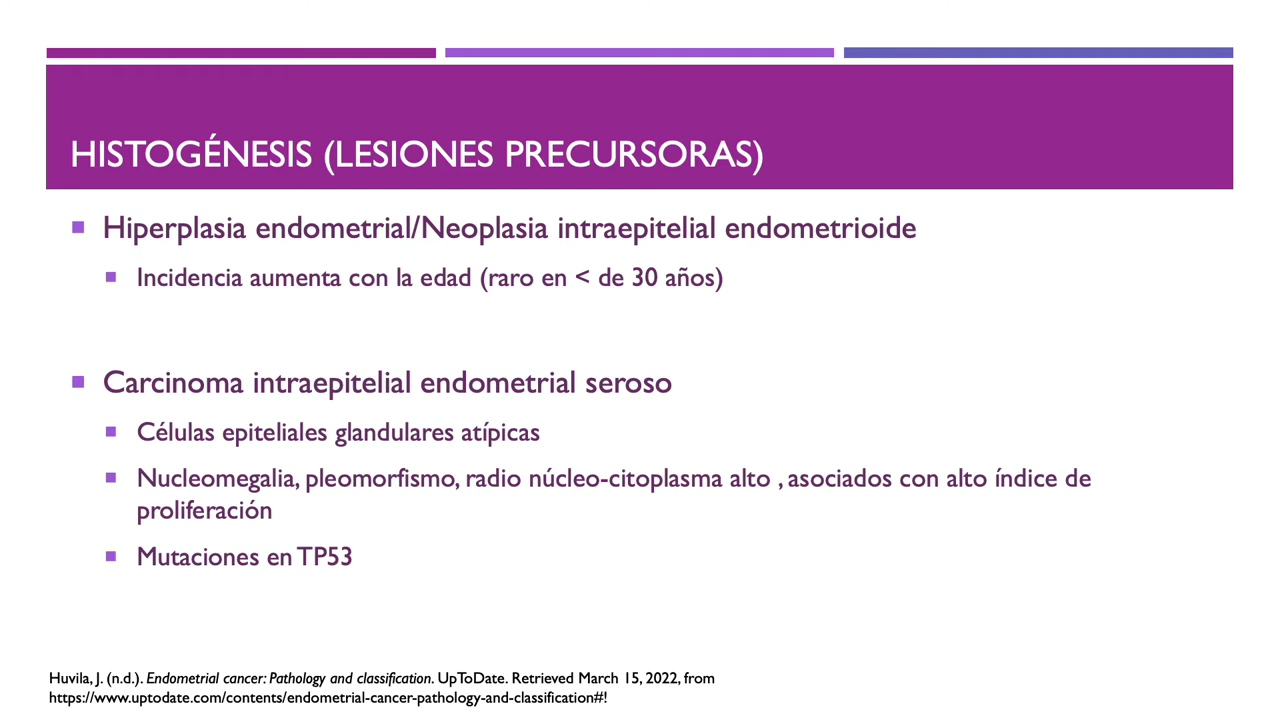 HISTOGÉNESIS (LESIONES PRECURSORAS)
Hiperplasia endometrial/Neoplasia intraepitelial endometrioide
Incidencia aumenta con la edad (raro en < de 30 años)
Carcinoma intraepitelial endometrial seroso
Células epiteliales glandulares atípicas
Nucleomegalia, pleomorfismo, radio núcleo-citoplasma alto , asociados con alto índice de
proliferación
Mutaciones en TP53
Huvila, J. (n.d.). Endometrial cancer: Pathology and classification. UpToDate. Retrieved March 15, 2022, from
https://www.uptodate.com/contents/endometrial-cancer-pathology-and-classification#!